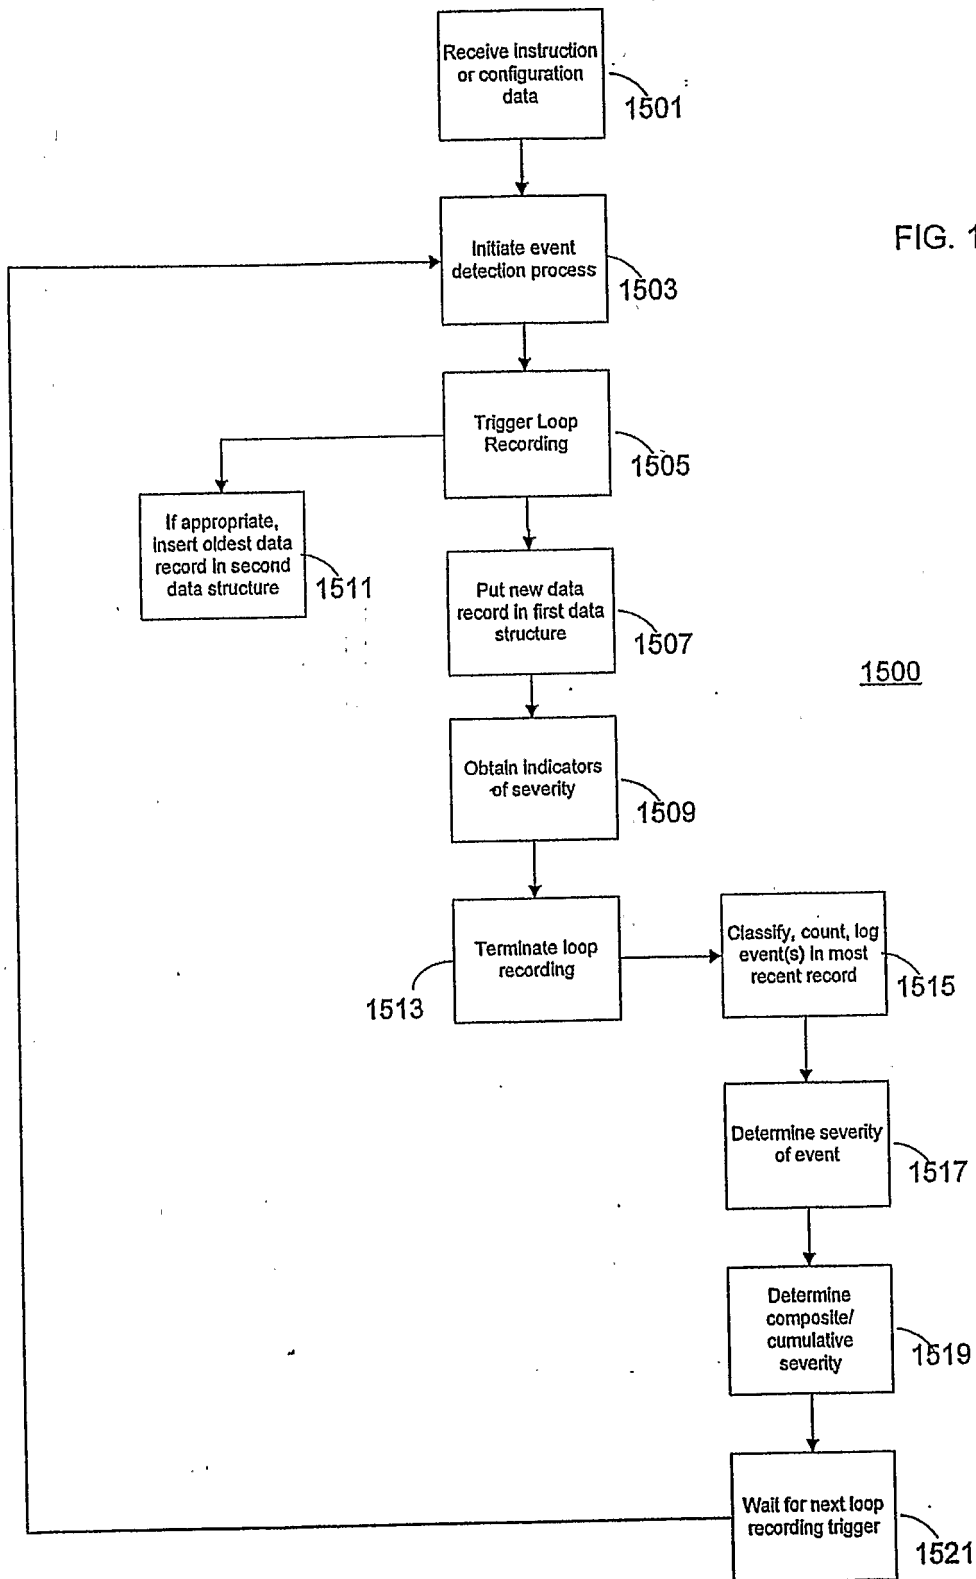 Receive instruction
or configuration
data
1501
Initiate event
detection process
1503
FIG. 1
Trigger Loop
Recording
1505
If appropriate,
insert oldest data
record in second
data structure
1511
Put new data
record in first data
structure
1507
1500
Obtain indicators
of severity
1509
Terminate loop
recording
1513
Classify, count, log
event(s) in most
recent record
1515
Determine severity
of event
1517
Determine
composite/
cumulative
severity
1519
Wait for next loop
recording trigger
1521